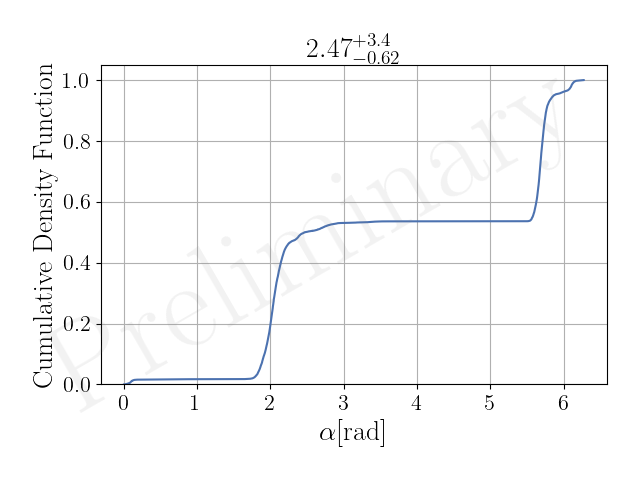 2.47^{+3.4}_{-0.62}
Cumulative Density Function
1.0
0.8
0.6
0.4
0.2
0.0
0 1 2 3 4 5 6
α[rad]
Preliminary